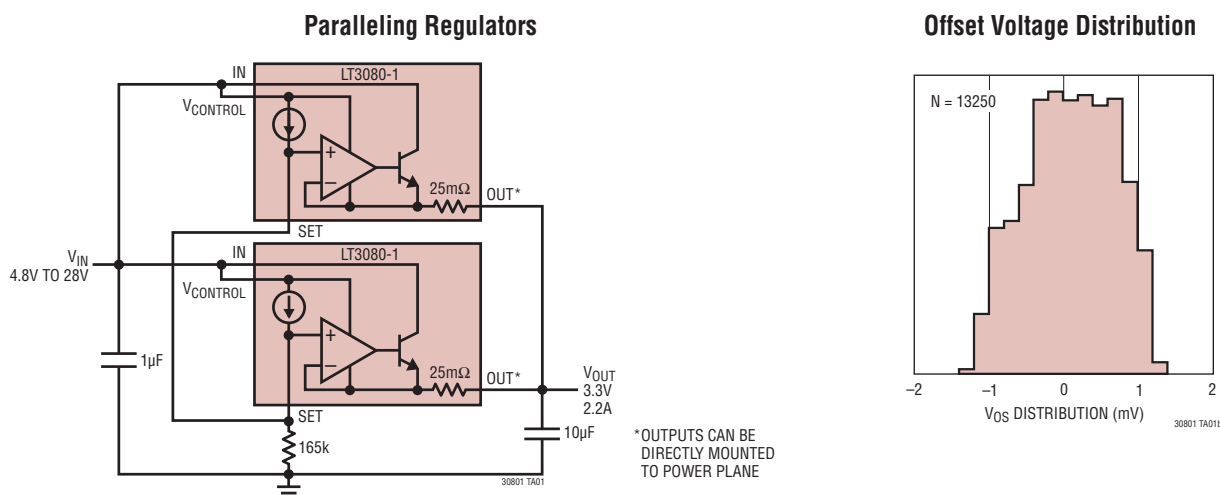 Paralleling Regulators
IN
LT3080-1
VCONTROL
+
–
25mΩ
OUT*
SET
VIN
4.8V TO 28V
IN
LT3080-1
VCONTROL
+
–
25mΩ
OUT*
1µF
VOUT
3.3V
2.2A
SET
165k
10µF
*OUTPUTS CAN BE
DIRECTLY MOUNTED
TO POWER PLANE
30801 TA01
Offset Voltage Distribution
N = 13250
–2
–1
0
1
2
VOS DISTRIBUTION (mV)
30801 TA01b